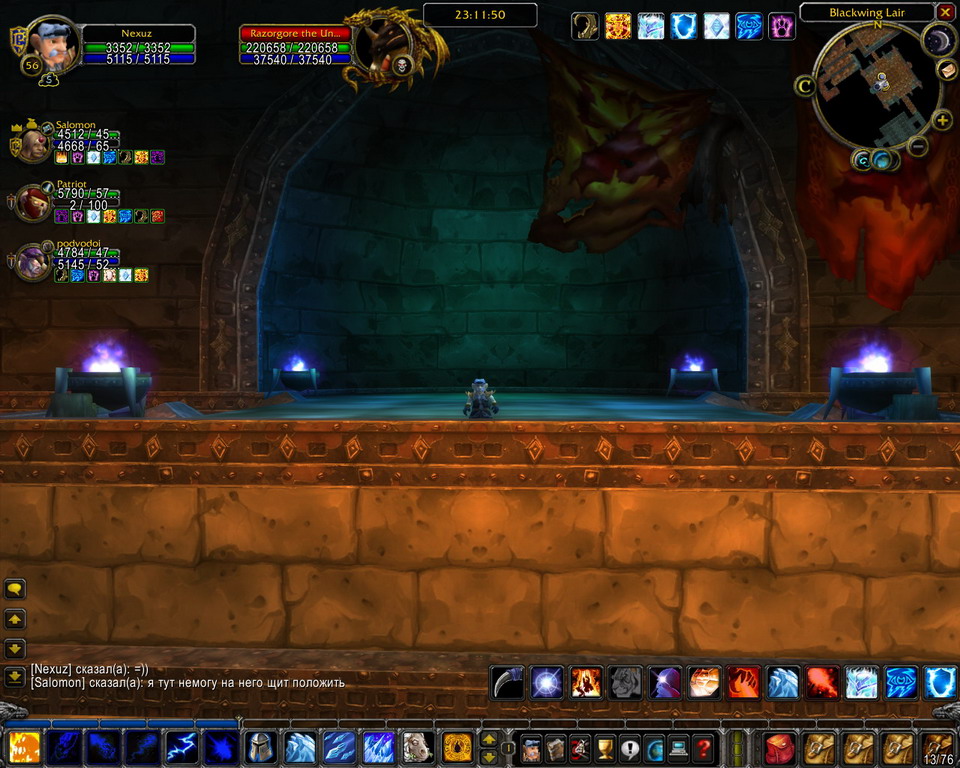 Nexuz
3352 / 3352
5115 / 5115
56
5
Razorgore the Un...
220658 / 220658
37540 / 37540
23:11:50
Blackwing Lair
N
C
Salomon
4512 / 45...
4668 / 65...
Patriot
5790 / 57...
2 / 100
podvodoi
4784 / 47...
5145 / 52...
[Nexuz] сказал(а): =))
[Salomon] сказал(а): я тут немогу на него щит положить
1
13/76